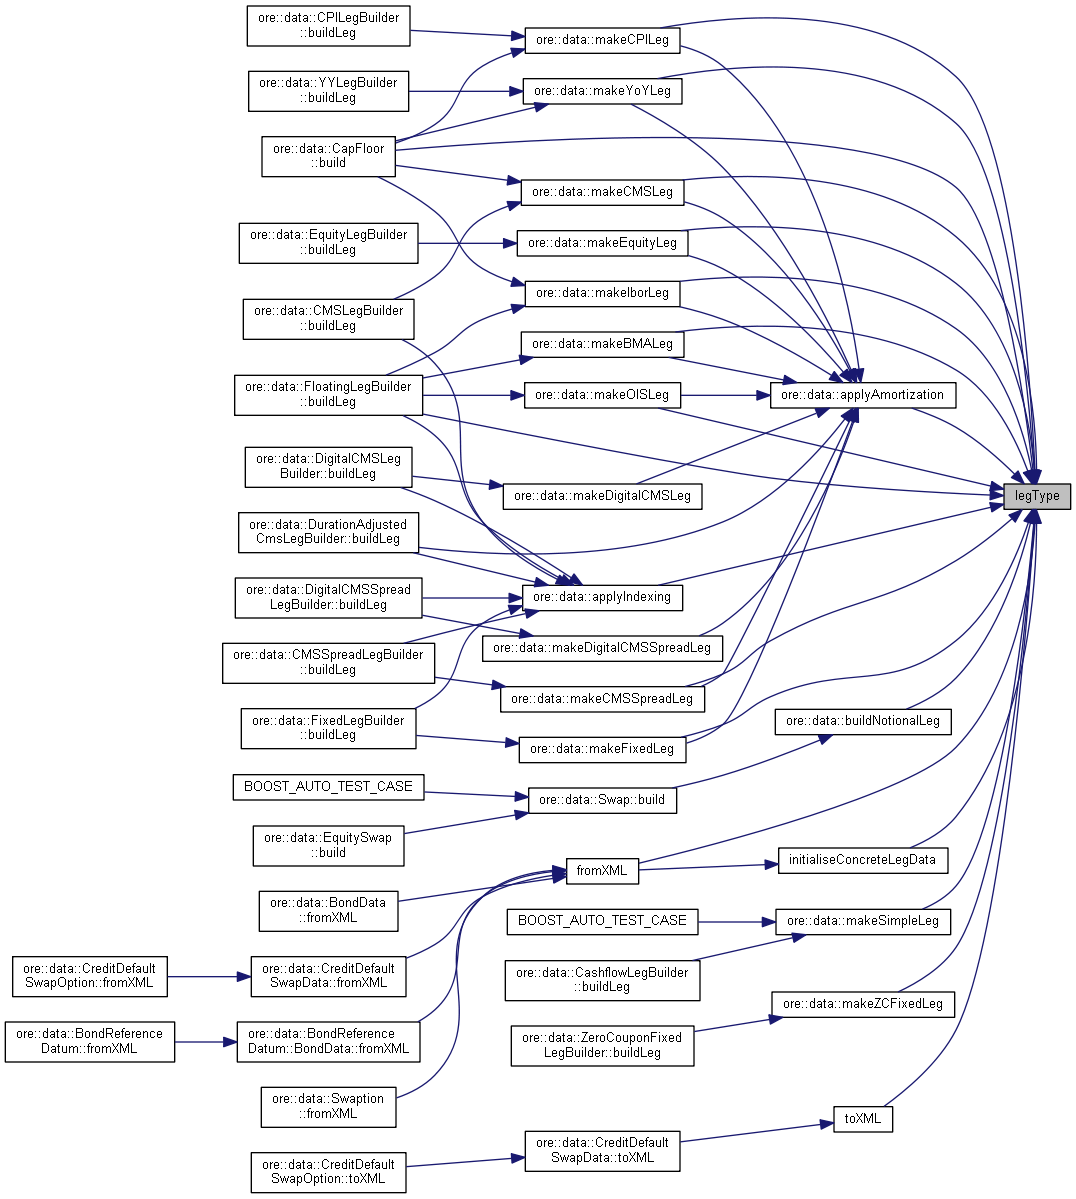 ore::data::CPILegBuilder
::buildLeg
ore::data::YYLegBuilder
::buildLeg
ore::data::CapFloor
::build
ore::data::EquityLegBuilder
::buildLeg
ore::data::CMSLegBuilder
::buildLeg
ore::data::FloatingLegBuilder
::buildLeg
ore::data::DigitalCMSLeg
Builder::buildLeg
ore::data::DurationAdjusted
CmsLegBuilder::buildLeg
ore::data::DigitalCMSSpread
LegBuilder::buildLeg
ore::data::CMSSpreadLegBuilder
::buildLeg
ore::data::FixedLegBuilder
::buildLeg
BOOST_AUTO_TEST_CASE
ore::data::EquitySwap
::build
ore::data::BondData
::fromXML
ore::data::CreditDefault
SwapOption::fromXML
ore::data::CreditDefault
SwapData::fromXML
ore::data::BondReference
Datum::fromXML
ore::data::BondReference
Datum::BondData::fromXML
ore::data::Swaption
::fromXML
ore::data::CreditDefault
SwapOption::toXML
ore::data::makeCPILeg
ore::data::makeYoYLeg
ore::data::makeCMSLeg
ore::data::makeEquityLeg
ore::data::makeIborLeg
ore::data::makeBMALeg
ore::data::makeOISLeg
ore::data::makeDigitalCMSLeg
ore::data::applyIndexing
ore::data::makeDigitalCMSSpreadLeg
ore::data::makeCMSSpreadLeg
ore::data::makeFixedLeg
ore::data::Swap::build
fromXML
BOOST_AUTO_TEST_CASE
ore::data::CashflowLegBuilder
::buildLeg
ore::data::ZeroCouponFixed
LegBuilder::buildLeg
ore::data::CreditDefault
SwapData::toXML
ore::data::applyAmortization
ore::data::buildNotionalLeg
initialiseConcreteLegData
ore::data::makeSimpleLeg
ore::data::makeZCFixedLeg
toXML
legType